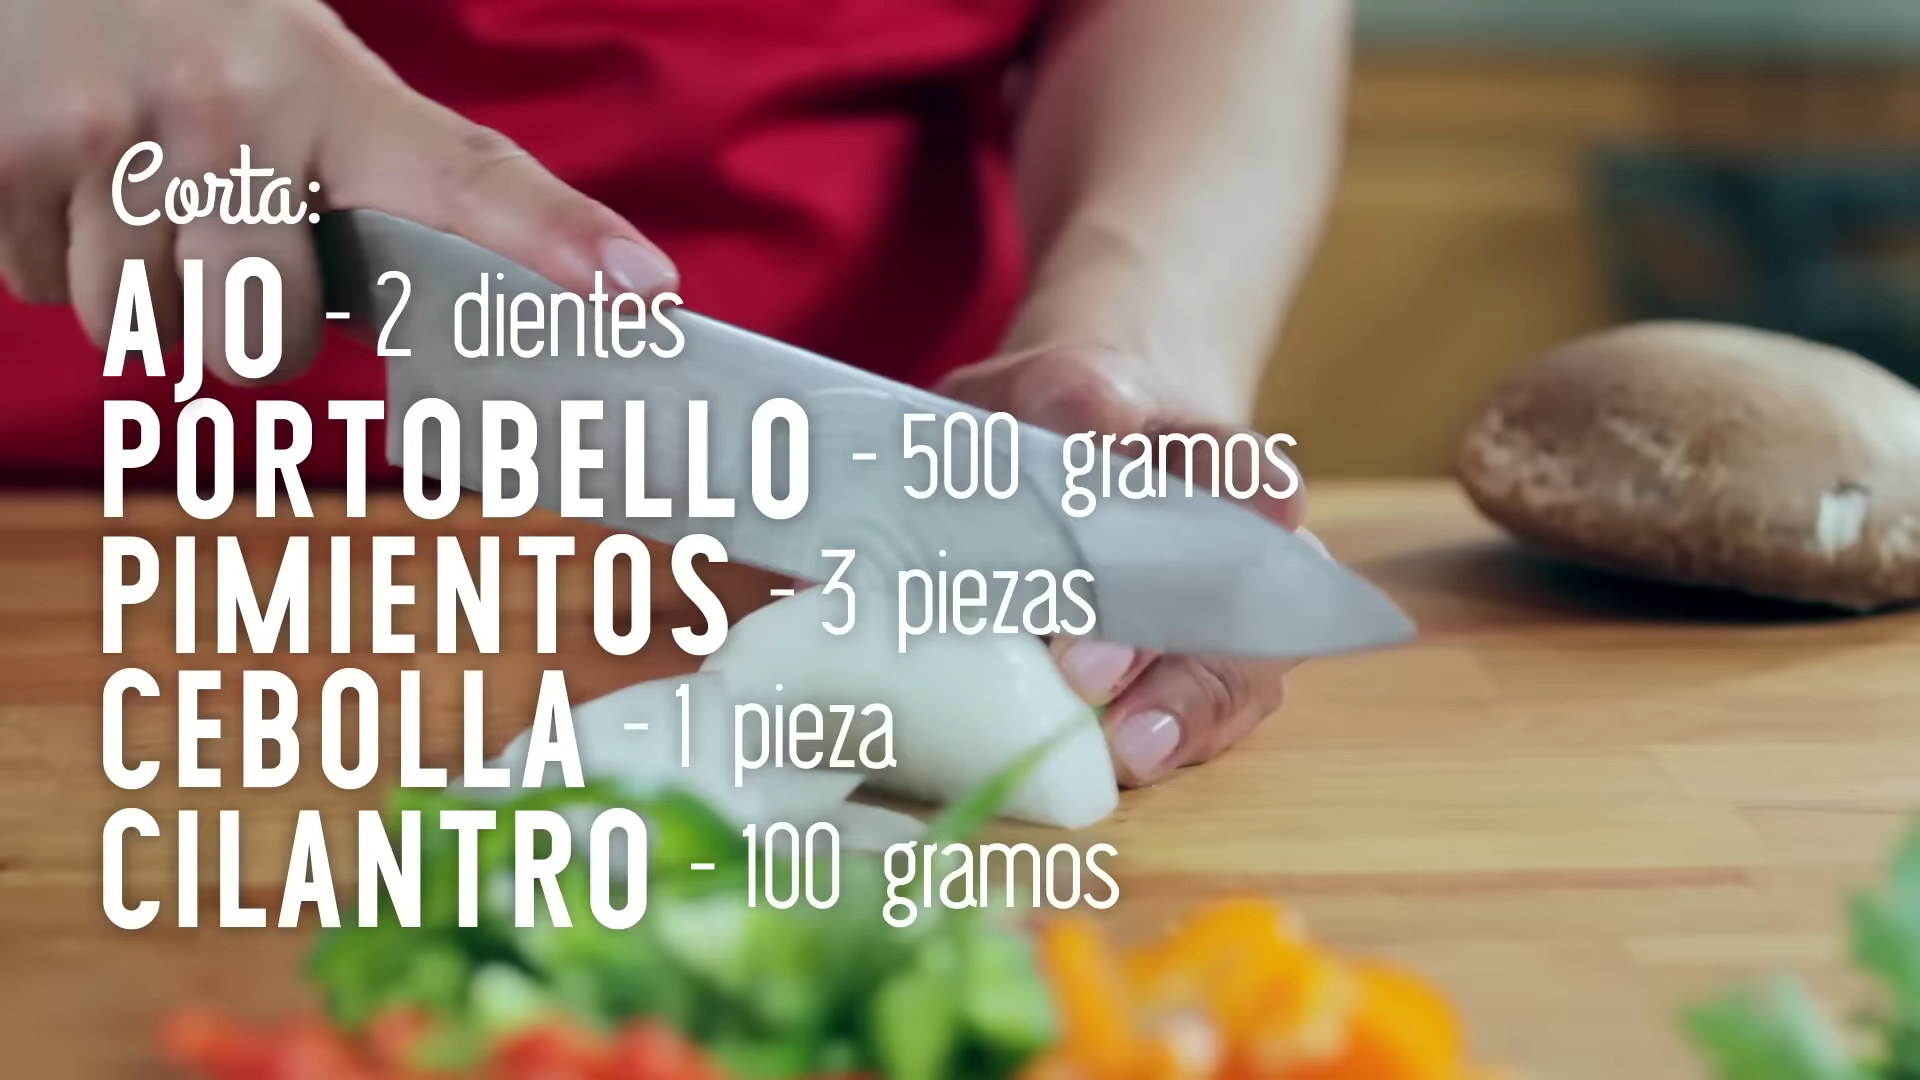 Corta:
AJO - 2 dientes
PORTOBELLO - 500 gramos
PIMIENTOS - 3 piezas
CEBOLLA - 1 pieza
CILANTRO - 100 gramos